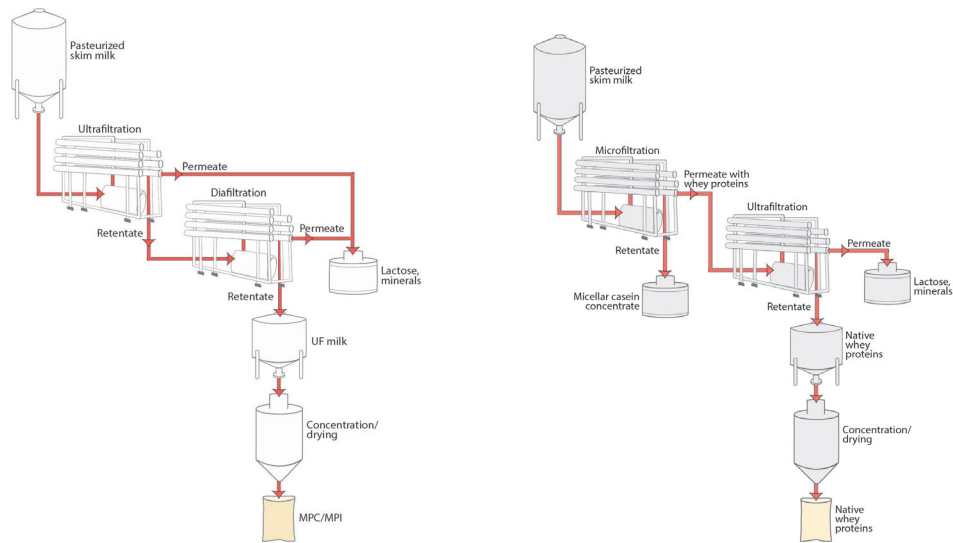 Pasteurized
skim milk
Ultrafiltration
Permeate
Diafiltration
Retentate
Permeate
Lactose,
minerals
Retentate
UF milk
Concentration/
drying
MPC/MPI
Pasteurized
skim milk
Microfiltration
Permeate with
whey proteins
Ultrafiltration
Retentate
Permeate
Micellar casein
concentrate
Lactose,
minerals
Retentate
Native
whey
proteins
Concentration/
drying
Native
whey
proteins